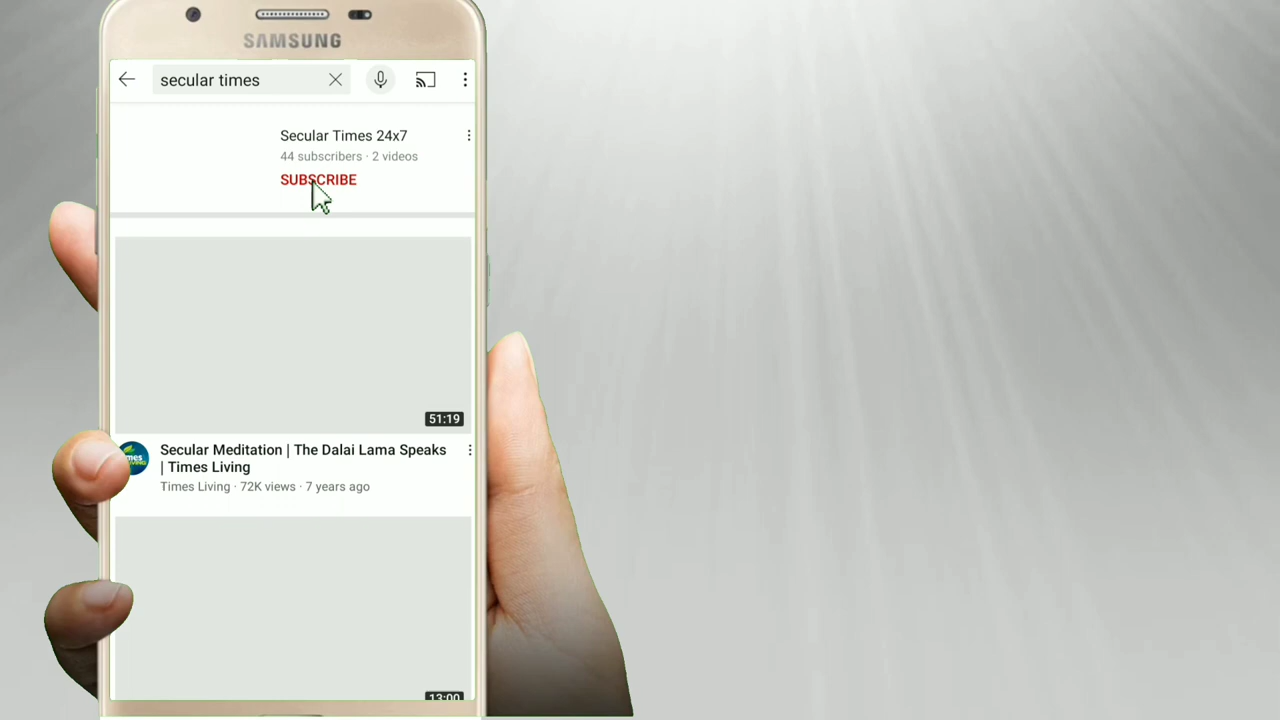 SAMSUNG
secular times
Secular Times 24x7
44 subscribers · 2 videos
SUBSCRIBE
51:19
Secular Meditation | The Dalai Lama Speaks
| Times Living
Times Living · 72K views · 7 years ago
13:00